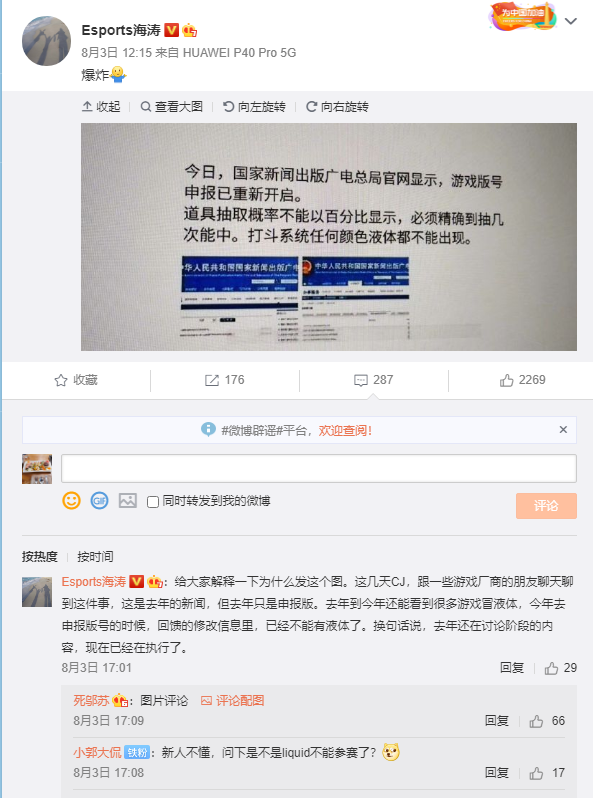 为中国加油
Esports海涛
8月3日 12:15 来自 HUAWEI P40 Pro 5G
爆炸
收起 查看大图 向左旋转 向右旋转
今日，国家新闻出版广电总局官网显示，游戏版号
申报已重新开启。
道具抽取概率不能以百分比显示，必须精确到抽几
次能中。打斗系统任何颜色液体都不能出现。
中华人民共和国国家新闻出版广 中华人民共和国国家新闻出版广电
收藏 176 287 2269
#微博辟谣#平台，欢迎查阅！
GIF 同时转发到我的微博 评论
按热度 按时间
Esports海涛：给大家解释一下为什么发这个图。这几天CJ，跟一些游戏厂商的朋友聊天聊
到这件事，这是去年的新闻，但去年只是申报版。去年到今年还能看到很多游戏冒液体，今年去
申报版号的时候，回馈的修改信息里，已经不能有液体了。换句话说，去年还在讨论阶段的内
容，现在已经在执行了。
8月3日 17:01 回复 29
死邬苏：图片评论 评论配图
8月3日 17:09 回复 66
小郭大侃 铁粉：新人不懂，问下是不是liquid不能参赛了？
8月3日 17:08 回复 17